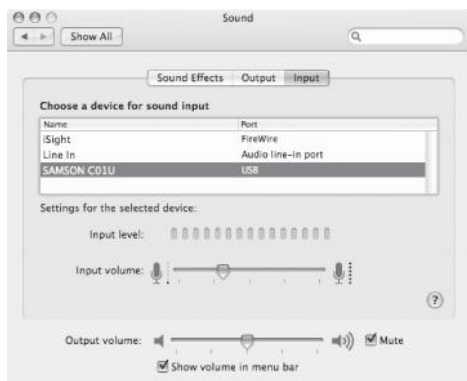 Sound
Show All
Sound Effects Output Input
Choose a device for sound input
Name Port
iSight FireWire
Line In Audio line-in port
SAMSON C01U USB
Settings for the selected device:
Input level:
Input volume:
?
Output volume: Mute
Show volume in menu bar